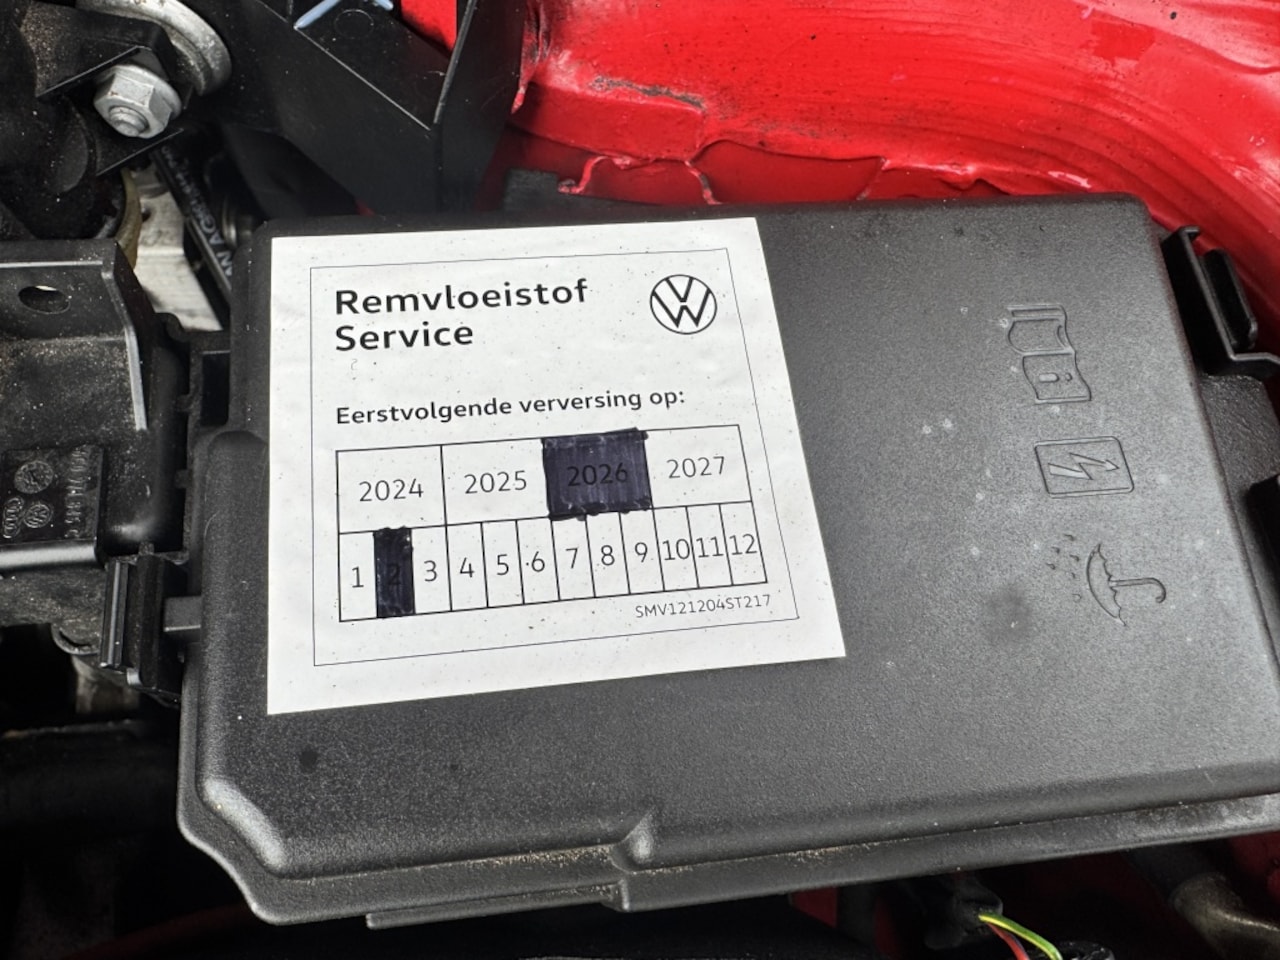 Remvloeistof
Service
Eerstvolgende verversing op:
2024 2025 2026 2027
1 2 3 4 5 6 7 8 9 10 11 12
SMV121204ST217